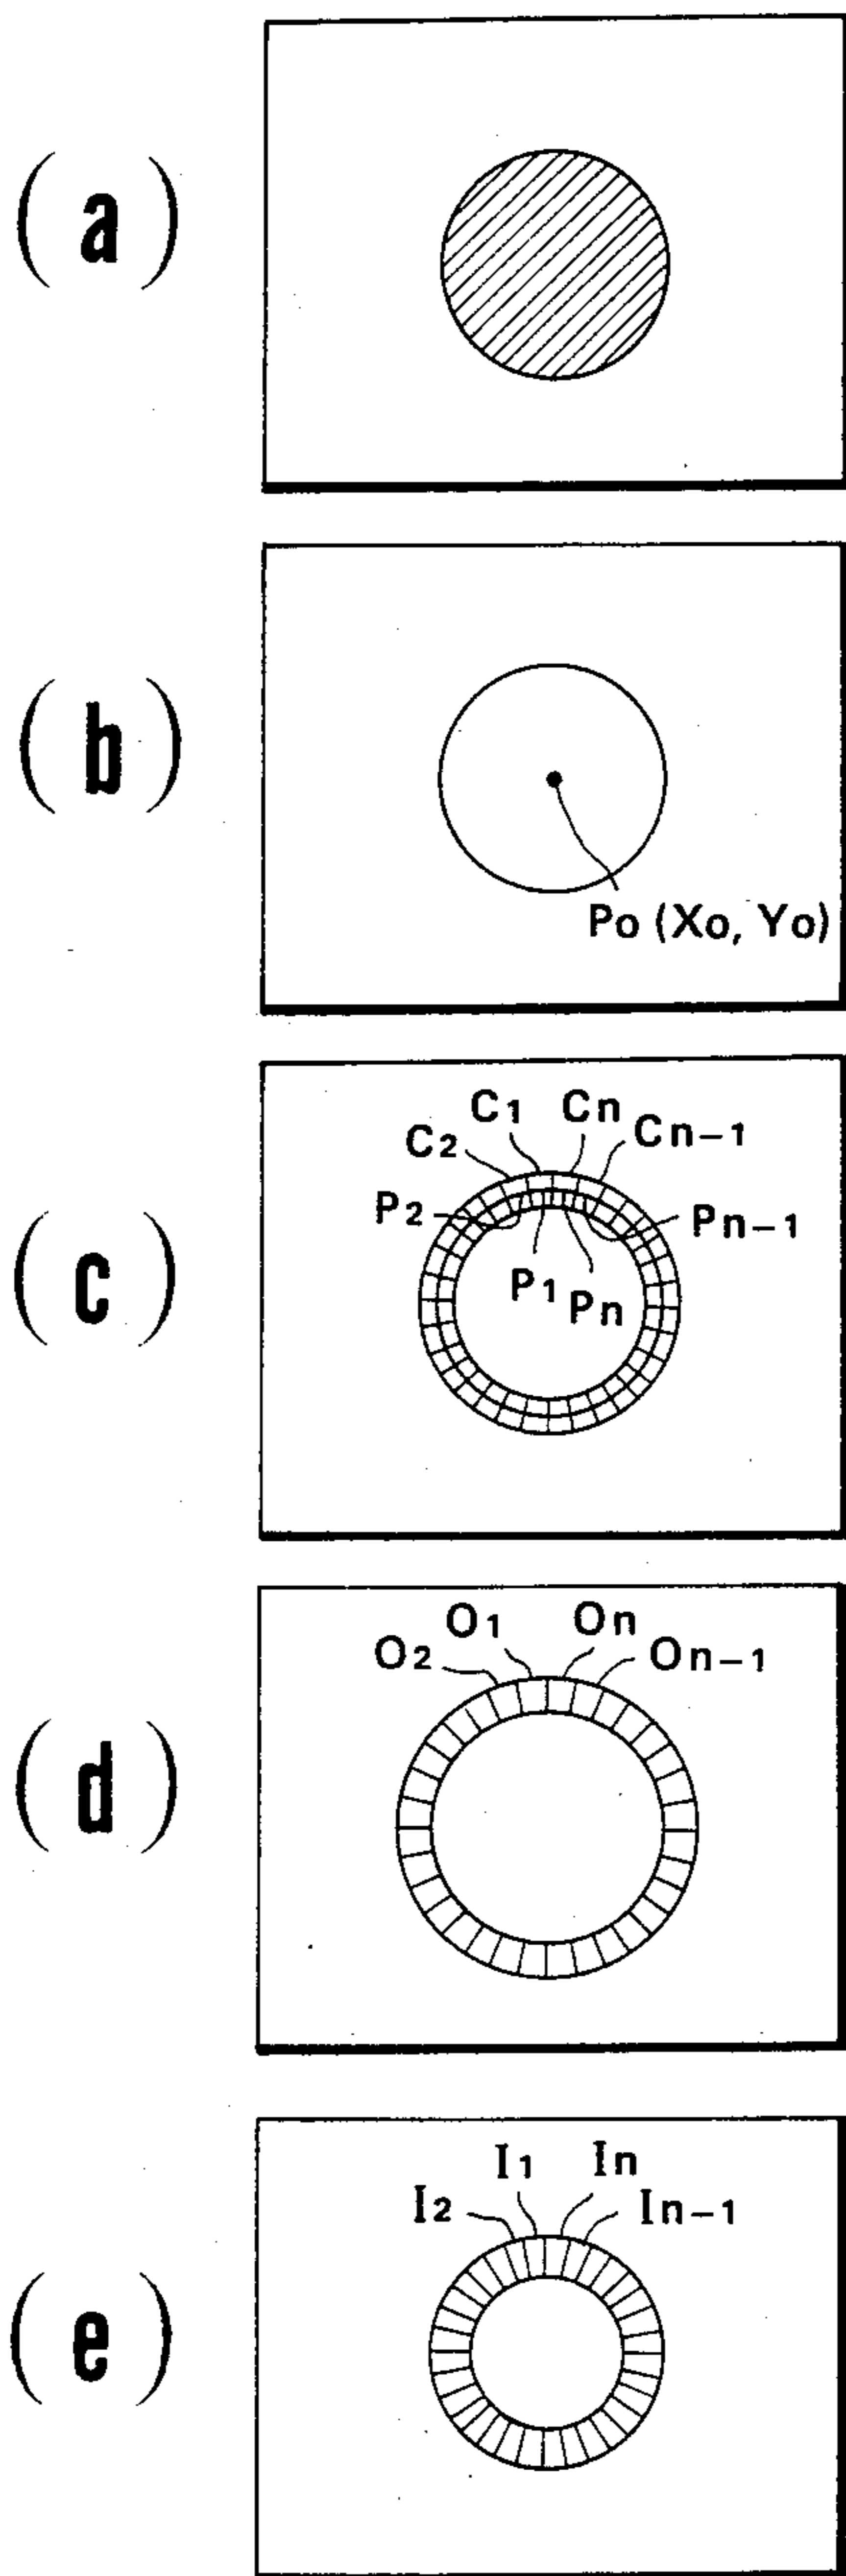 (a)
(b)
Po (Xo, Yo)
(c)
C2 C1 Cn Cn-1
P2 P1 Pn Pn-1
(d)
O2 O1 On On-1
(e)
I2 I1 In In-1